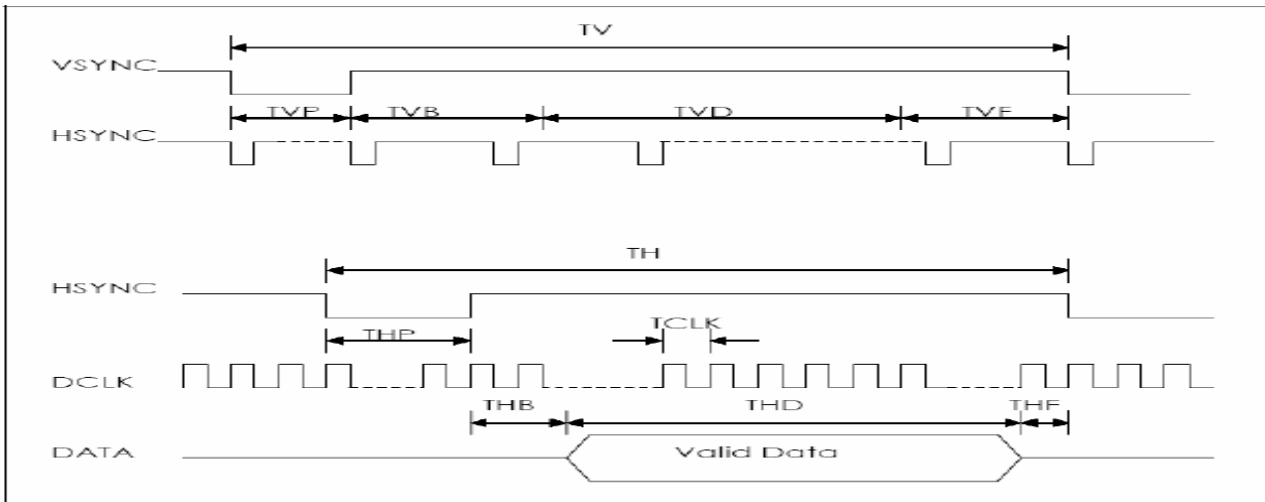 TV
VSYNC
TVP TVB TVD TVF
HSYNC
TH
HSYNC
THP TCLK
DCLK
THB THD THF
DATA Valid Data